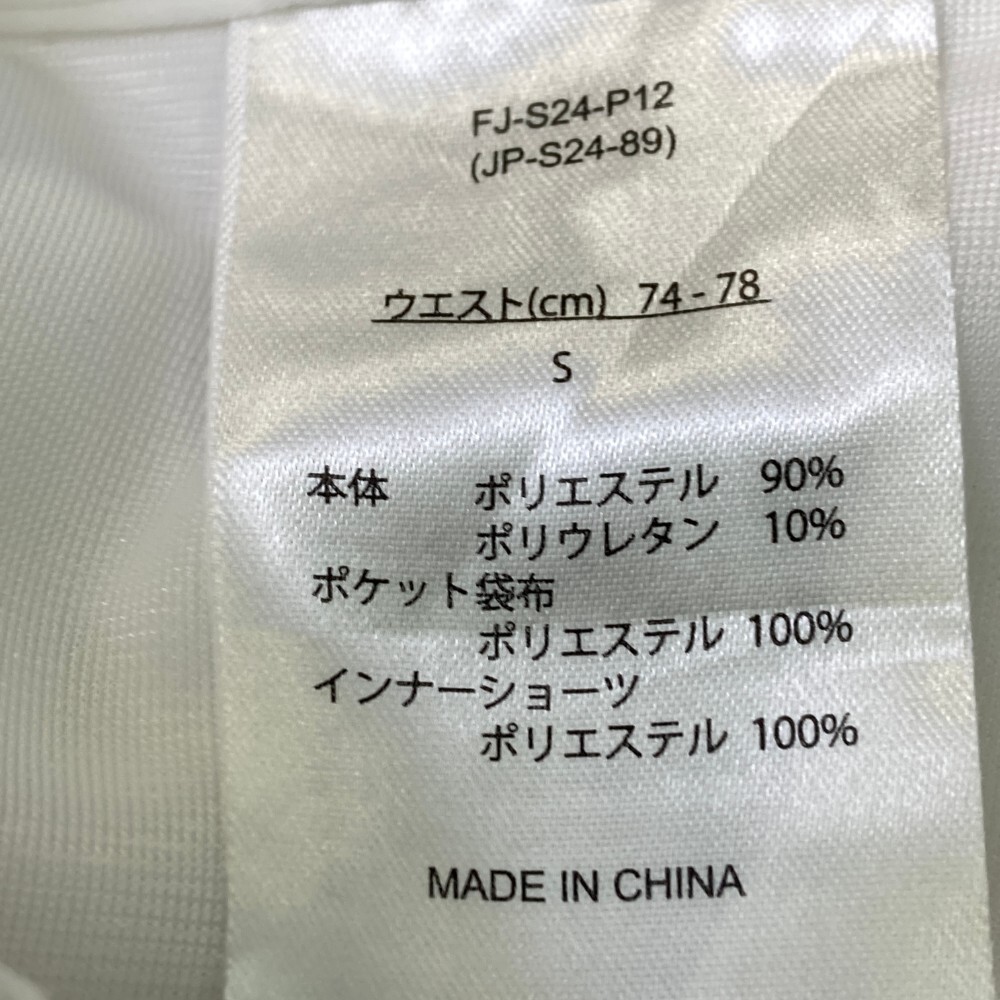 FJ-S24-P12
(JP-S24-89)
ウエスト(cm) 74 - 78
S
本体 ポリエステル 90%
ポリウレタン 10%
ポケット袋布
ポリエステル 100%
インナーショーツ
ポリエステル 100%
MADE IN CHINA